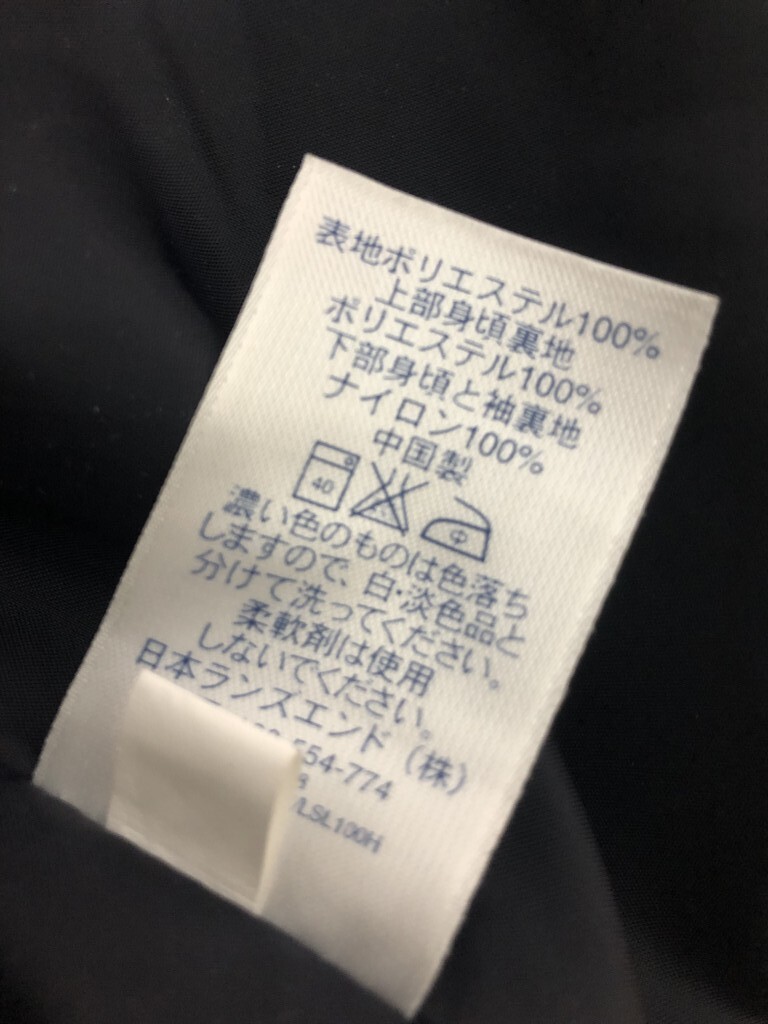 表地ポリエステル100%
上部身頃裏地
ポリエステル100%
下部身頃と袖裏地
ナイロン100%
中国製
40 中
濃い色のものは色落ち
しますので、白・淡色品と
分けて洗ってください。
柔軟剤は使用
しないでください。
日本ランズエンド（株）
554-774
/LSL100H